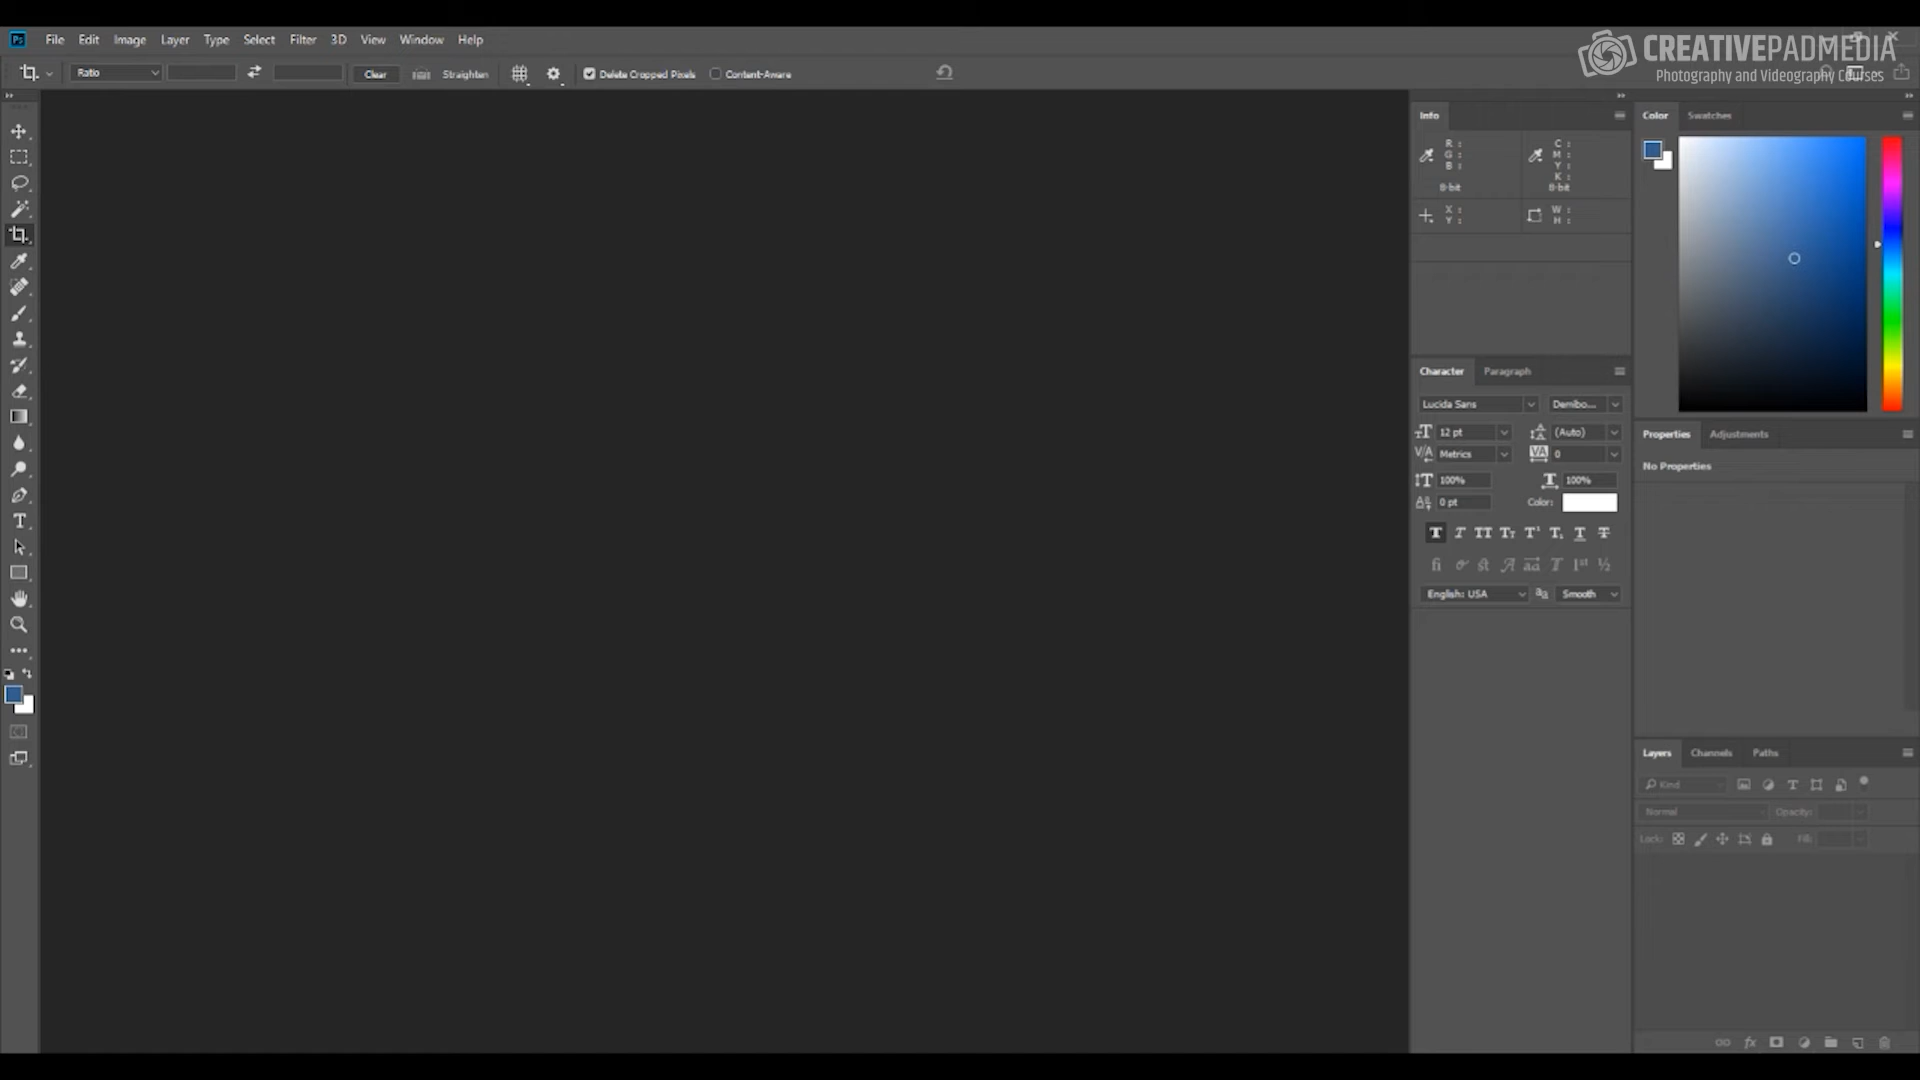 Ps File Edit Image Layer Type Select Filter 3D View Window Help
CREATIVEPADMEDIA
Photography and Videography Courses
Ratio Clear Straighten Delete Cropped Pixels Content-Aware
Info
R :
G :
B :
8-bit
C :
M :
Y :
K :
8-bit
X :
Y :
W :
H :
Character Paragraph
Lucida Sans Demibo...
12 pt (Auto)
Metrics 0
100% 100%
0 pt Color:
English: USA Smooth
Color Swatches
Properties Adjustments
No Properties
Layers Channels Paths
Kind
Normal Opacity:
Lock: Fill:
fx